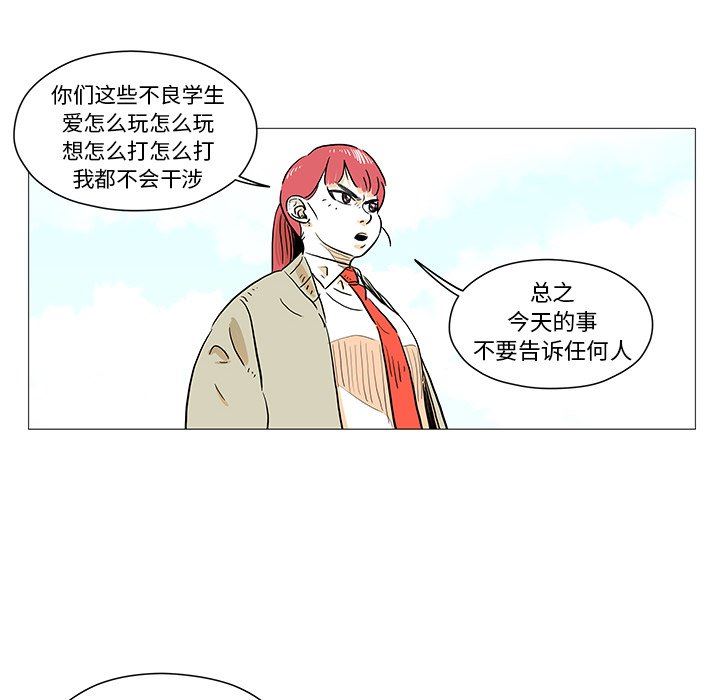 你们这些不良学生
爱怎么玩怎么玩
想怎么打怎么打
我都不会干涉
总之
今天的事
不要告诉任何人